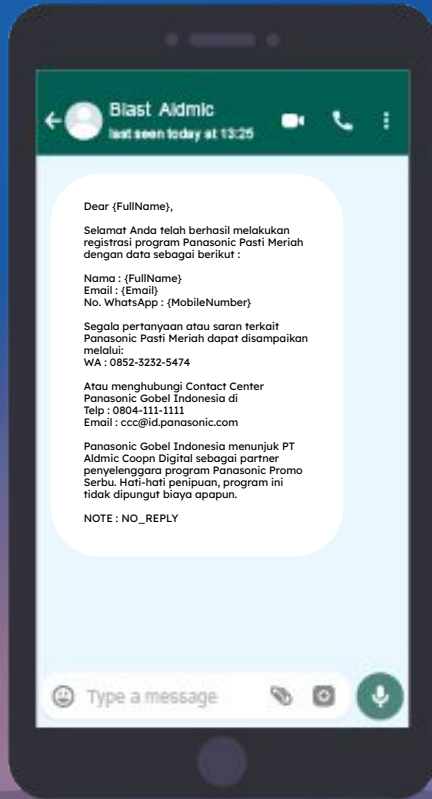 Blast Aldmic
last seen today at 13:25
Dear {FullName},
Selamat Anda telah berhasil melakukan
registrasi program Panasonic Pasti Meriah
dengan data sebagai berikut :
Nama : {FullName}
Email : {Email}
No. WhatsApp : {MobileNumber}
Segala pertanyaan atau saran terkait
Panasonic Pasti Meriah dapat disampaikan
melalui:
WA : 0852-3232-5474
Atau menghubungi Contact Center
Panasonic Gobel Indonesia di
Telp : 0804-111-1111
Email : ccc@id.panasonic.com
Panasonic Gobel Indonesia menunjuk PT
Aldmic Coopn Digital sebagai partner
penyelenggara program Panasonic Promo
Serbu. Hati-hati penipuan, program ini
tidak dipungut biaya apapun.
NOTE : NO_REPLY
Type a message